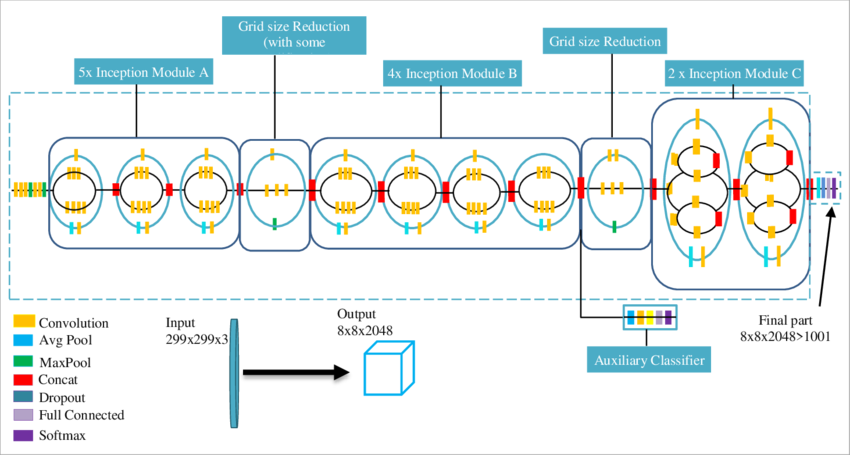 Grid size Reduction
(with some
Grid size Reduction
5x Inception Module A
4x Inception Module B
2 x Inception Module C
Convolution
Avg Pool
MaxPool
Concat
Dropout
Full Connected
Softmax
Input
299x299x3
Output
8x8x2048
Auxiliary Classifier
Final part
8x8x2048>1001